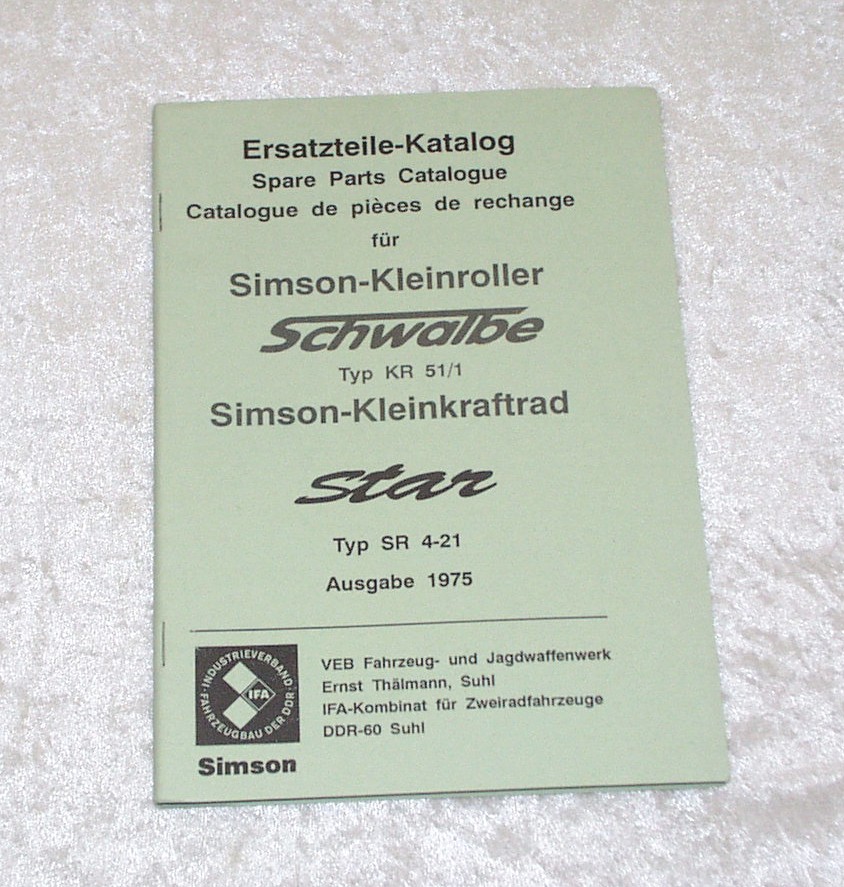 Ersatzteile-Katalog
Spare Parts Catalogue
Catalogue de pièces de rechange
für
Simson-Kleinroller
Schwalbe
Typ KR 51/1
Simson-Kleinkraftrad
star
Typ SR 4-21
Ausgabe 1975
·INDUSTRIEVERBAND·
IFA
FAHRZEUGBAU DER DDR
Simson
VEB Fahrzeug- und Jagdwaffenwerk
Ernst Thälmann, Suhl
IFA-Kombinat für Zweiradfahrzeuge
DDR-60 Suhl